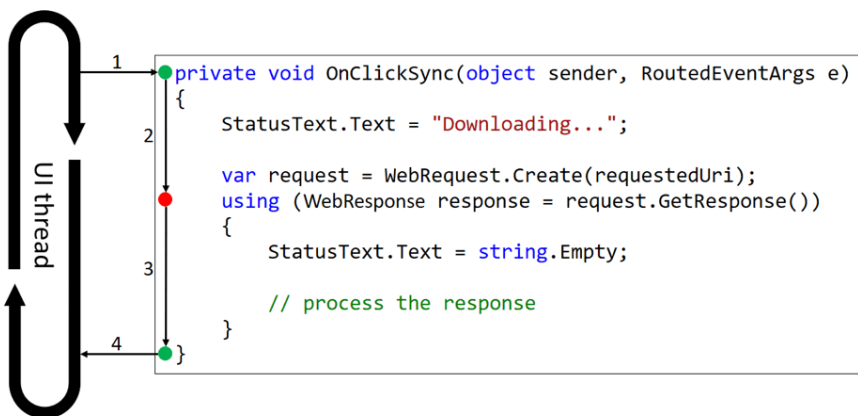 1
private void OnClickSync(object sender, RoutedEventArgs e)
{
2
StatusText.Text = "Downloading...";
var request = WebRequest.Create(requestedUri);
using (WebResponse response = request.GetResponse())
{
UI thread
3
StatusText.Text = string.Empty;
// process the response
}
4
}